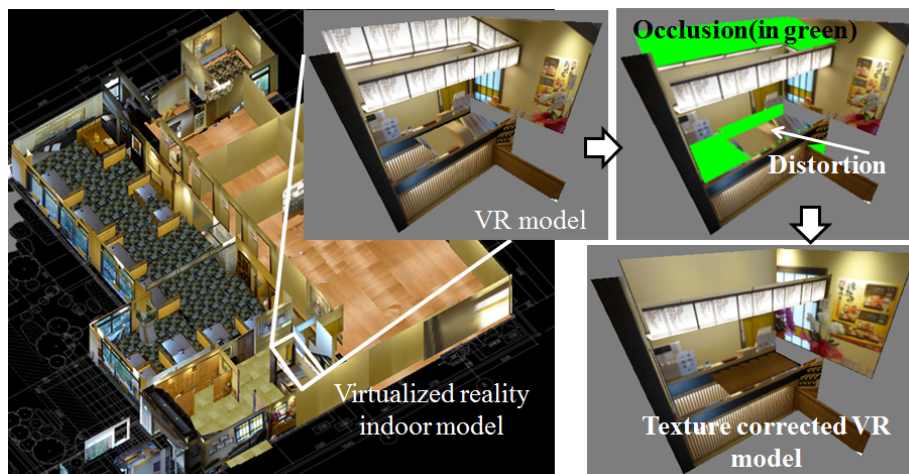 Occlusion(in green)
Distortion
VR model
Virtualized reality
indoor model
Texture corrected VR
model